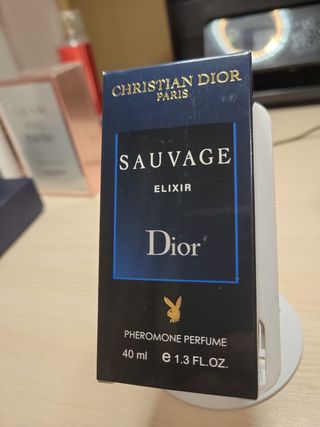 CHRISTIAN DIOR
PARIS
SAUVAGE
ELIXIR
Dior
PHEROMONE PERFUME
40 ml e 1.3 FL.OZ.